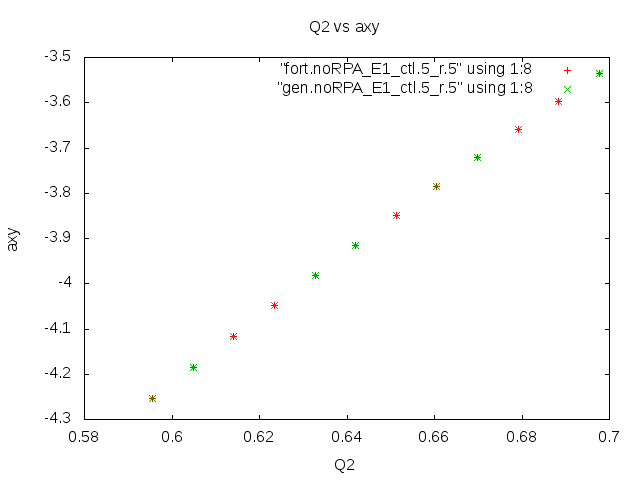 Q2 vs axy
"fort.noRPA_E1_ctl.5_r.5" using 1:8
"gen.noRPA_E1_ctl.5_r.5" using 1:8
-3.5
-3.6
-3.7
-3.8
-3.9
-4
-4.1
-4.2
-4.3
axy
0.58 0.6 0.62 0.64 0.66 0.68 0.7
Q2